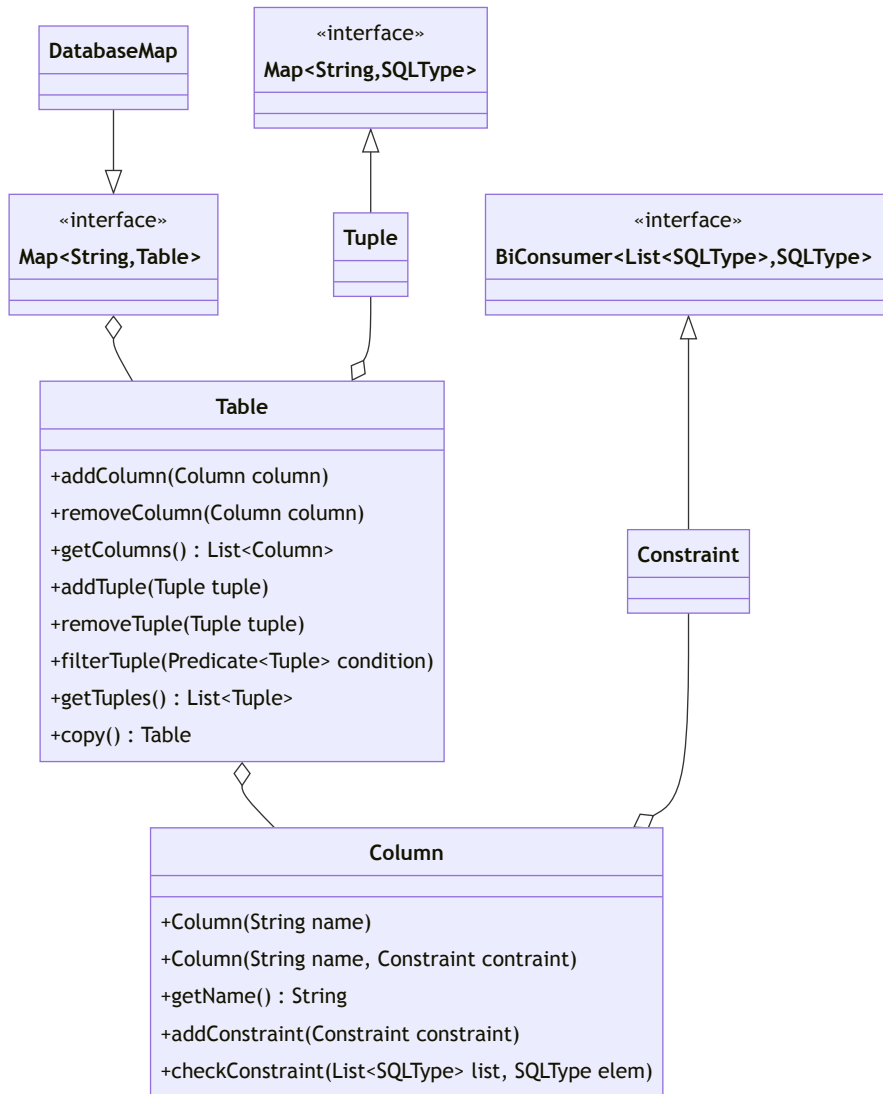 DatabaseMap
«interface»
Map<String,SQLType>
«interface»
Map<String,Table>
Tuple
«interface»
BiConsumer<List<SQLType>,SQLType>
Table
+addColumn(Column column)
+removeColumn(Column column)
+getColumns() : List<Column>
+addTuple(Tuple tuple)
+removeTuple(Tuple tuple)
+filterTuple(Predicate<Tuple> condition)
+getTuples() : List<Tuple>
+copy() : Table
Constraint
Column
+Column(String name)
+Column(String name, Constraint contraint)
+getName() : String
+addConstraint(Constraint constraint)
+checkConstraint(List<SQLType> list, SQLType elem)